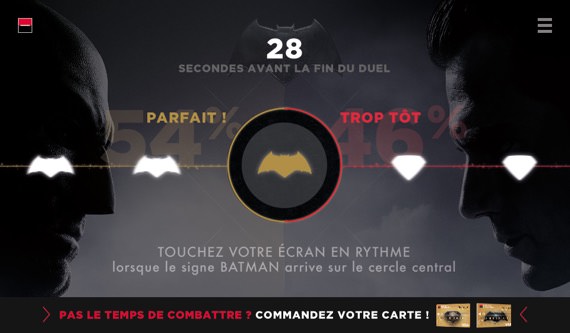 28
SECONDES AVANT LA FIN DU DUEL
PARFAIT !
TROP TÔT
54%
46%
TOUCHEZ VOTRE ÉCRAN EN RYTHME
lorsque le signe BATMAN arrive sur le cercle central
PAS LE TEMPS DE COMBATTRE ? COMMANDEZ VOTRE CARTE !